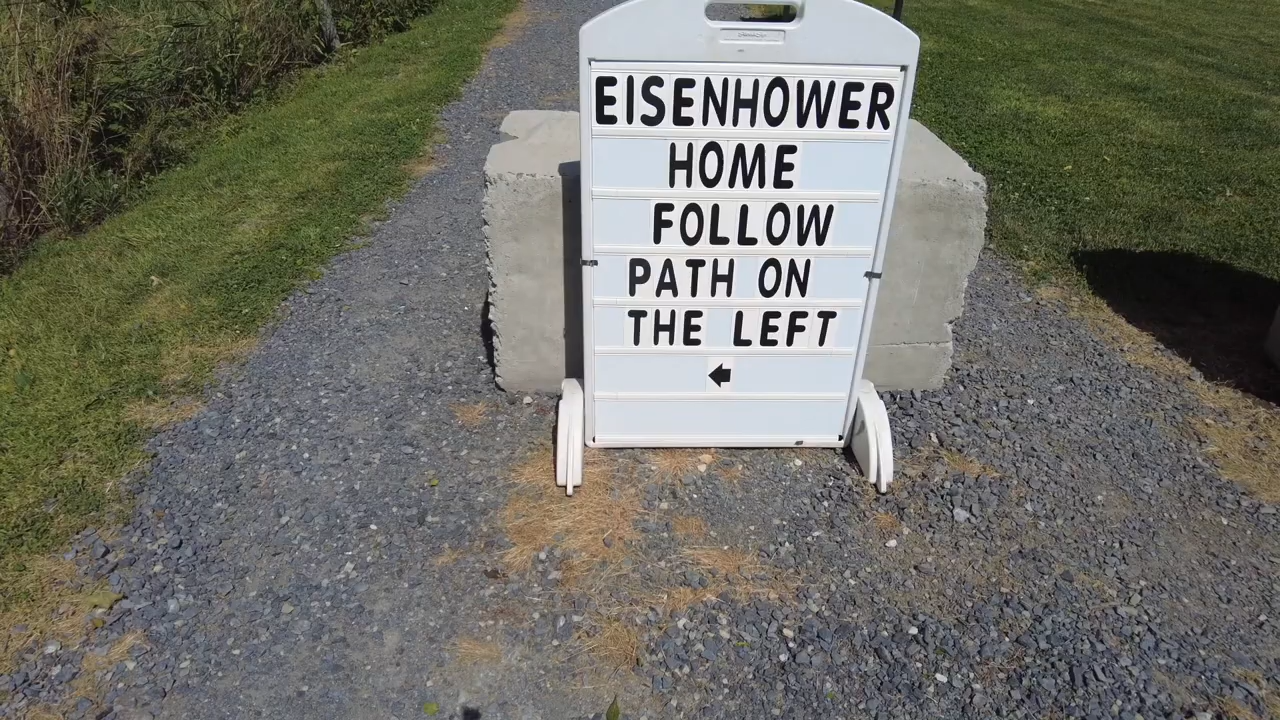 EISENHOWER
HOME
FOLLOW
PATH ON
THE LEFT